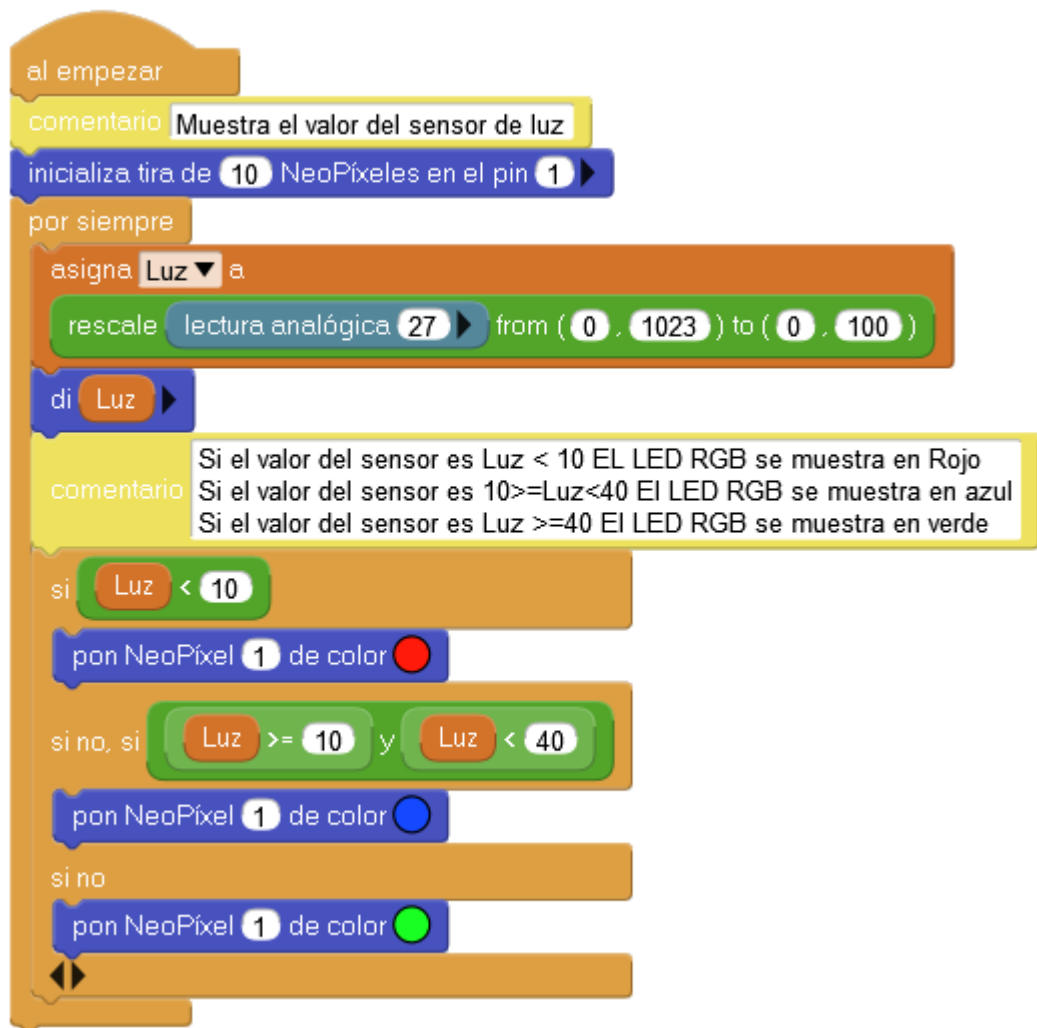 al empezar
comentario Muestra el valor del sensor de luz
inicializa tira de 10 NeoPíxeles en el pin 1
por siempre
asigna Luz a
rescale lectura analógica 27 from ( 0 , 1023 ) to ( 0 , 100 )
di Luz
Si el valor del sensor es Luz < 10 EL LED RGB se muestra en Rojo
comentario Si el valor del sensor es 10>=Luz<40 El LED RGB se muestra en azul
Si el valor del sensor es Luz >=40 El LED RGB se muestra en verde
si Luz < 10
pon NeoPíxel 1 de color
si no, si Luz >= 10 y Luz < 40
pon NeoPíxel 1 de color
si no
pon NeoPíxel 1 de color